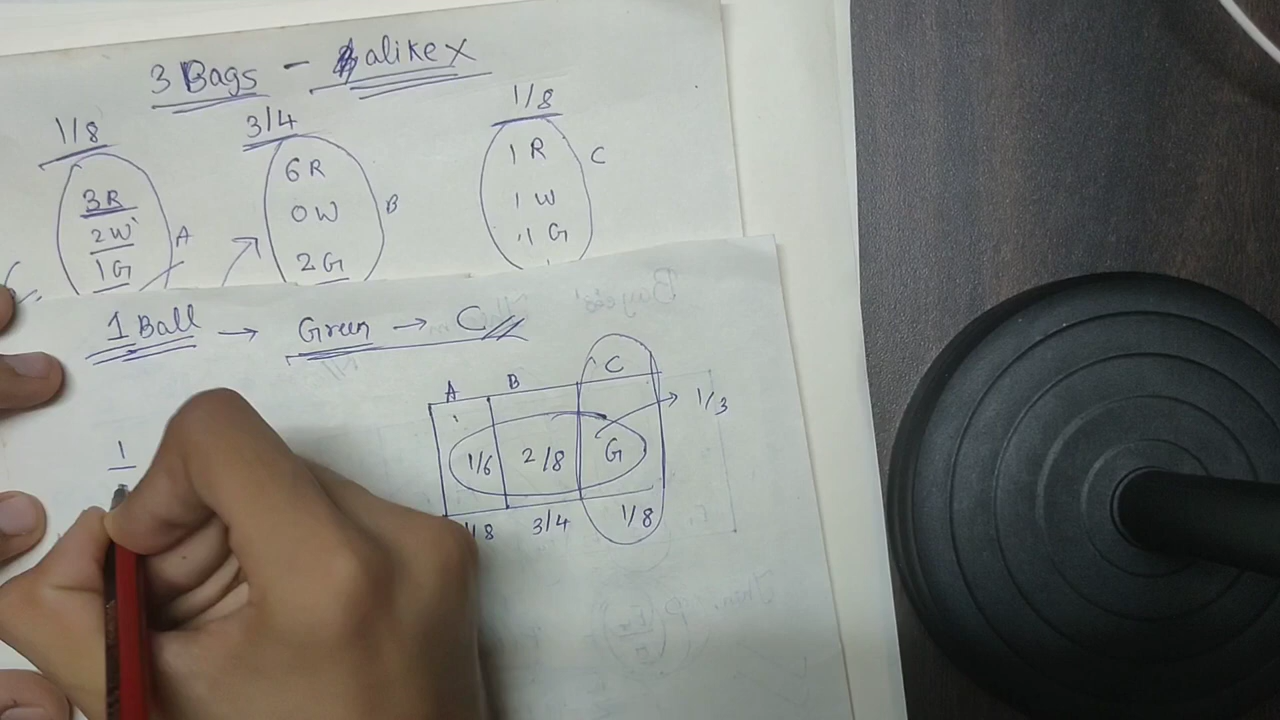 3 Bags - alike X
1/8 3/4 1/8
3R 6R 1R
2W 0W 1W
1G 2G 1G
A B C
1 Ball → Green → C
A B C
1/6 2/8 G → 1/3
1/8 3/4 1/8
1